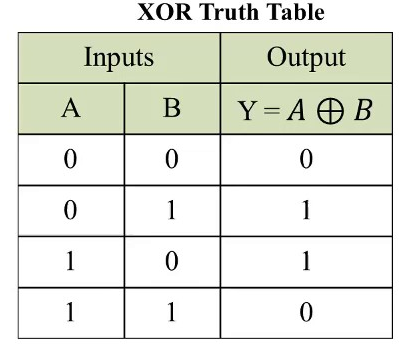 XOR Truth Table
Inputs Output
A B Y = A ⊕ B
0 0 0
0 1 1
1 0 1
1 1 0